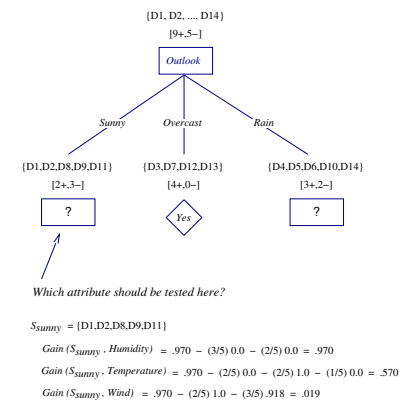 {D1, D2, ..., D14}
[9+,5−]
Outlook
Sunny Overcast Rain
{D1,D2,D8,D9,D11} {D3,D7,D12,D13} {D4,D5,D6,D10,D14}
[2+,3−] [4+,0−] [3+,2−]
? Yes ?
Which attribute should be tested here?
Ssunny = {D1,D2,D8,D9,D11}
Gain (Ssunny , Humidity) = .970 − (3/5) 0.0 − (2/5) 0.0 = .970
Gain (Ssunny , Temperature) = .970 − (2/5) 0.0 − (2/5) 1.0 − (1/5) 0.0 = .570
Gain (Ssunny , Wind) = .970 − (2/5) 1.0 − (3/5) .918 = .019